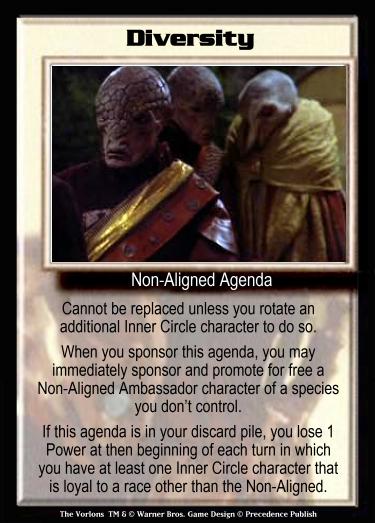 Diversity
Non-Aligned Agenda
Cannot be replaced unless you rotate an
additional Inner Circle character to do so.
When you sponsor this agenda, you may
immediately sponsor and promote for free a
Non-Aligned Ambassador character of a species
you don't control.
If this agenda is in your discard pile, you lose 1
Power at then beginning of each turn in which
you have at least one Inner Circle character that
is loyal to a race other than the Non-Aligned.
The Vorlons TM & © Warner Bros. Game Design © Precedence Publish